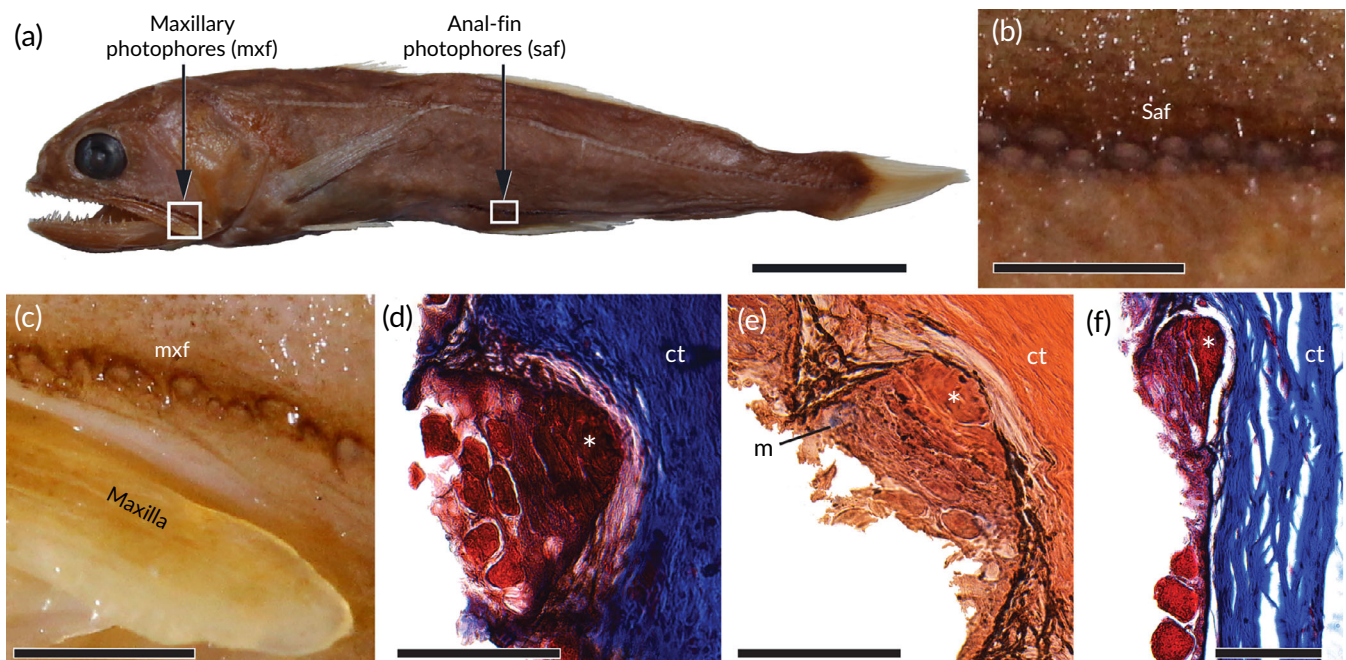 (a)
Maxillary
photophores (mxf)
Anal-fin
photophores (saf)
(b)
Saf
(c)
mxf
Maxilla
(d)
ct
*
(e)
ct
*
m
(f)
ct
*